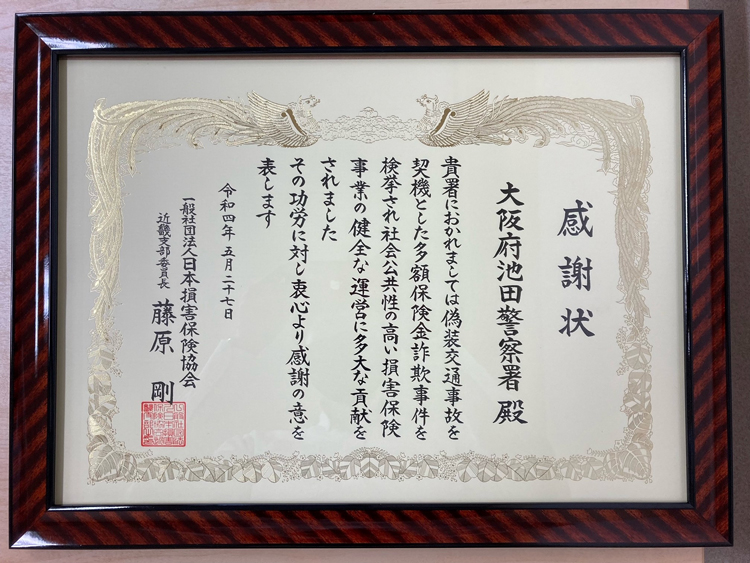 感謝状
大阪府池田警察署 殿
貴署におかれましては偽装交通事故を
契機とした多額保険金詐欺事件を
検挙され社会公共性の高い損害保険
事業の健全な運営に多大な貢献を
されました
その功労に対し衷心より感謝の意を
表します
令和四年五月二十七日
一般社団法人日本損害保険協会
近畿支部委員長 藤原 剛